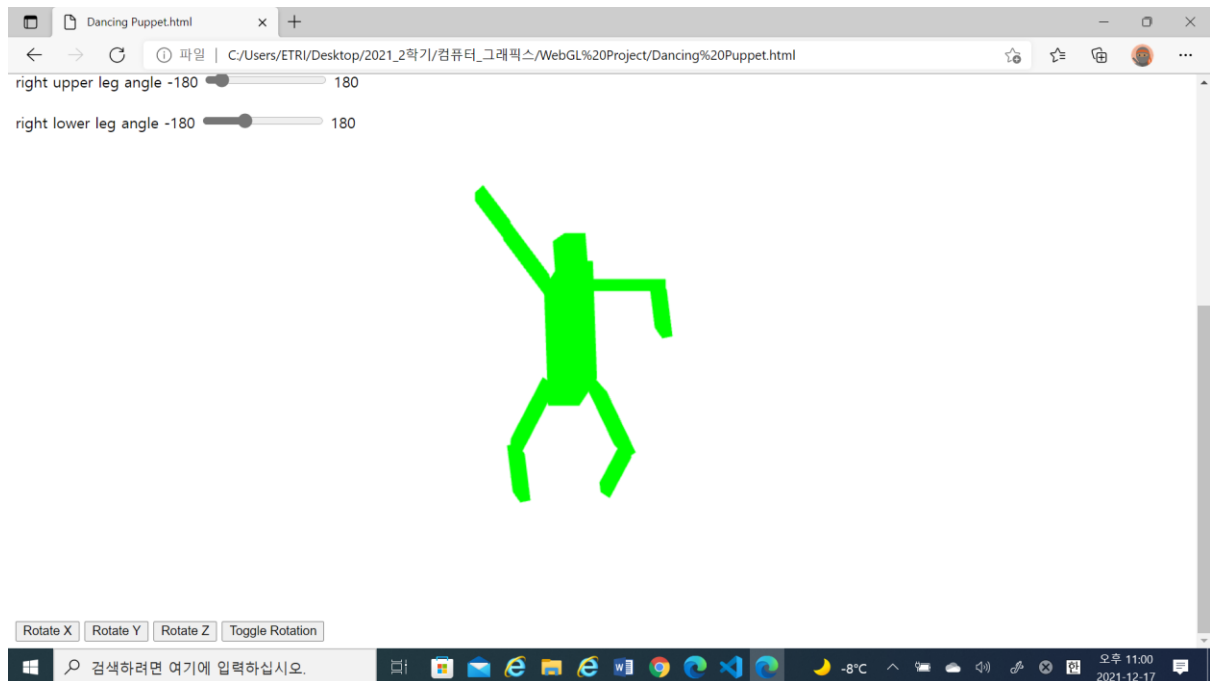 Dancing Puppet.html
파일 | C:/Users/ETRI/Desktop/2021_2학기/컴퓨터_그래픽스/WebGL%20Project/Dancing%20Puppet.html
right upper leg angle -180 180
right lower leg angle -180 180
Rotate X Rotate Y Rotate Z Toggle Rotation
검색하려면 여기에 입력하십시오. -8°C 한 오후 11:00
2021-12-17